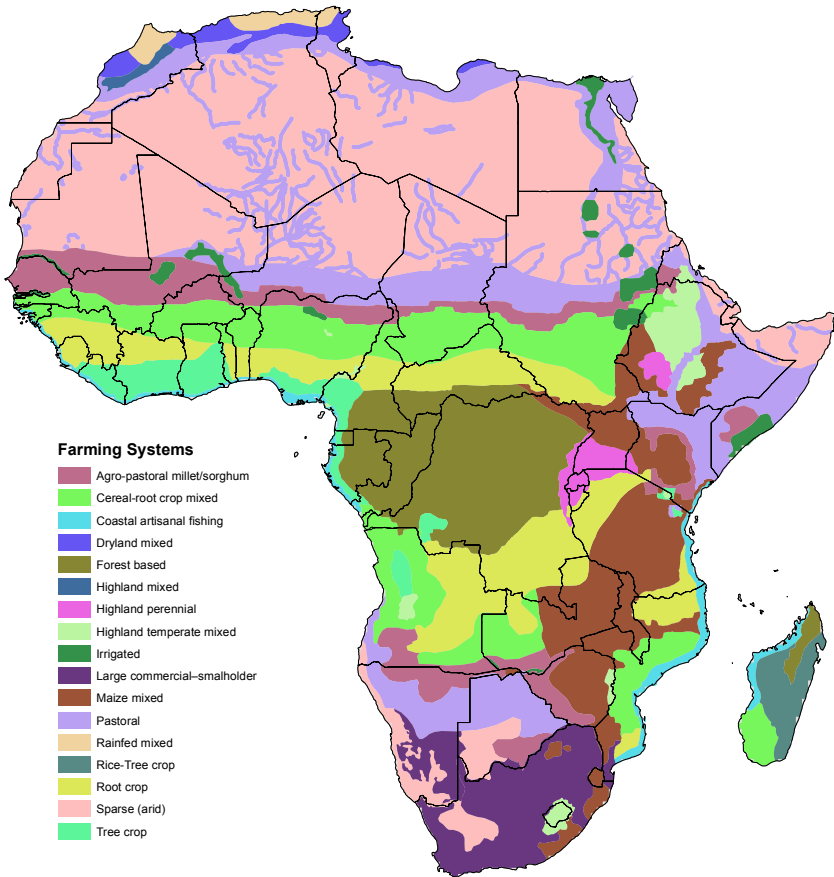 Farming Systems
Agro-pastoral millet/sorghum
Cereal-root crop mixed
Coastal artisanal fishing
Dryland mixed
Forest based
Highland mixed
Highland perennial
Highland temperate mixed
Irrigated
Large commercial–smalholder
Maize mixed
Pastoral
Rainfed mixed
Rice-Tree crop
Root crop
Sparse (arid)
Tree crop